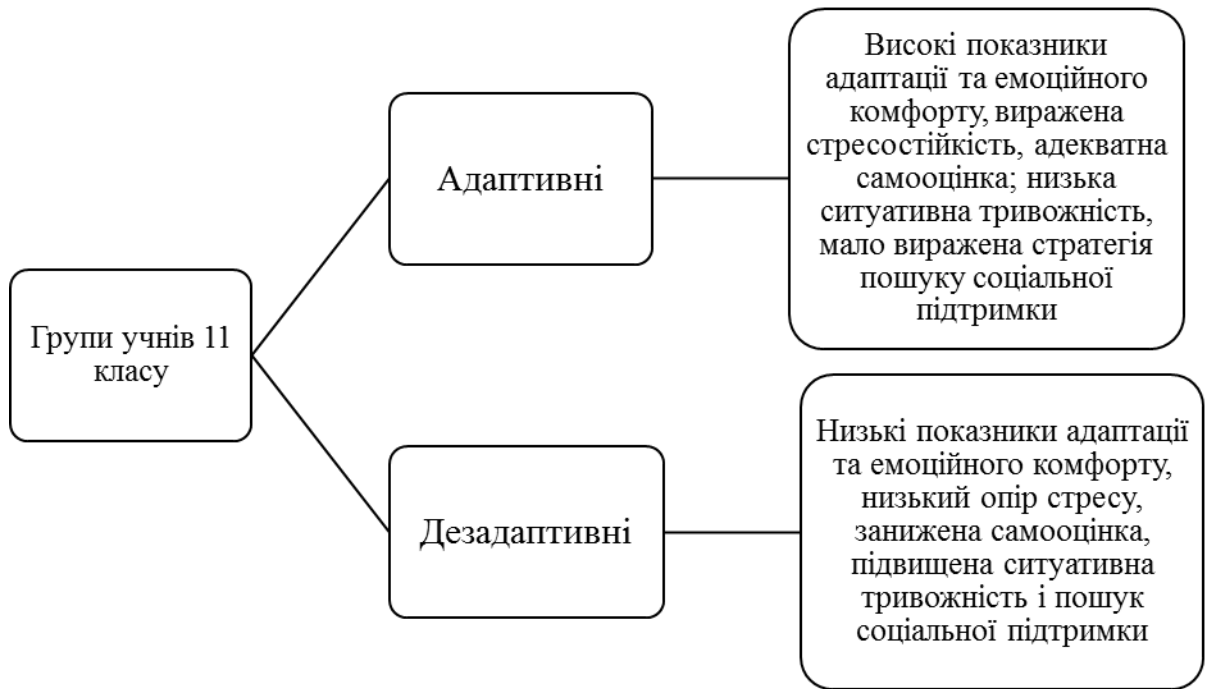 Групи учнів 11
класу
Адаптивні
Високі показники
адаптації та емоційного
комфорту, виражена
стресостійкість, адекватна
самооцінка; низька
ситуативна тривожність,
мало виражена стратегія
пошуку соціальної
підтримки
Дезадаптивні
Низькі показники адаптації
та емоційного комфорту,
низький опір стресу,
занижена самооцінка,
підвищена ситуативна
тривожність і пошук
соціальної підтримки